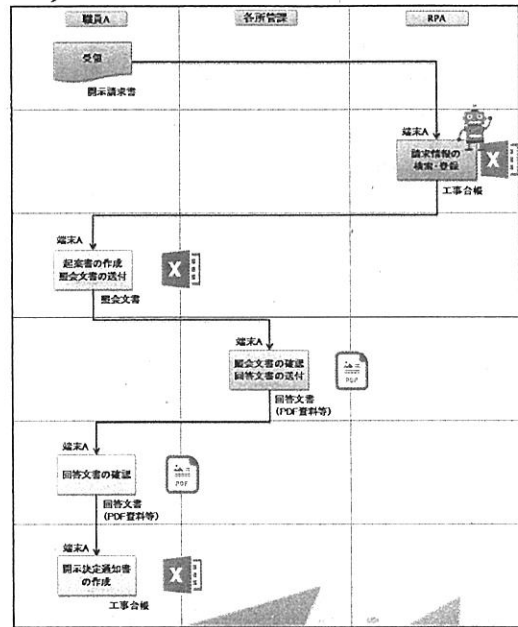 職員A
各所管課
RPA
受領
開示請求書
端末A
請求情報の
検索・登録
X
工事台帳
端末A
起案書の作成
照会文書の送付
X
照会文書
端末A
照会文書の確認
回答文書の送付
PDF
回答文書
(PDF資料等)
端末A
回答文書の確認
PDF
回答文書
(PDF資料等)
端末A
開示決定通知書
の作成
X
工事台帳